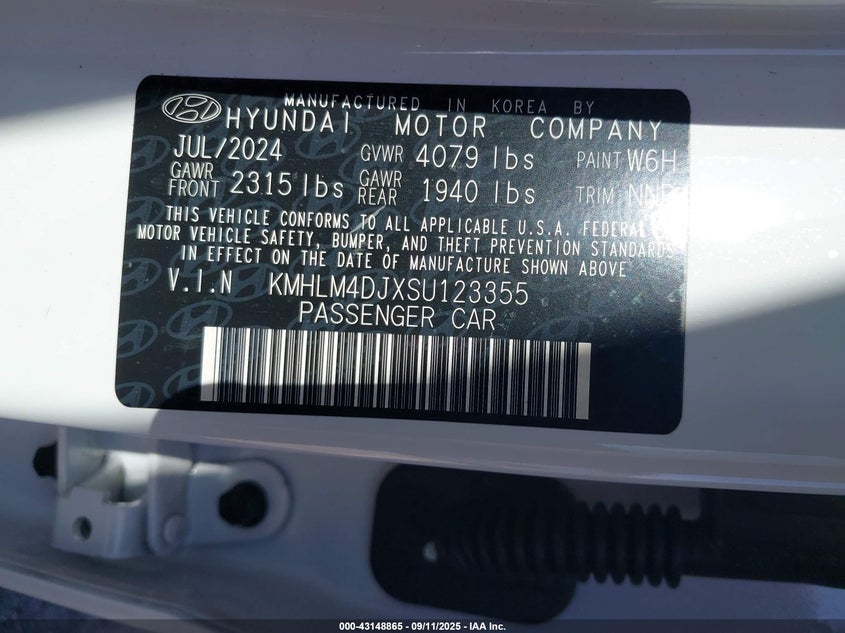 MANUFACTURED IN KOREA BY
HYUNDAI MOTOR COMPANY
JUL/2024 GVWR 4079 lbs PAINT W6H
GAWR FRONT 2315 lbs GAWR REAR 1940 lbs TRIM
THIS VEHICLE CONFORMS TO ALL APPLICABLE U.S.A. FEDERAL
MOTOR VEHICLE SAFETY, BUMPER, AND THEFT PREVENTION STANDARDS
IN EFFECT ON THE DATE OF MANUFACTURE SHOWN ABOVE
V.I.N KMHLM4DJXSU123355
PASSENGER CAR
000-43148865 - 09/11/2025 - IAA Inc.